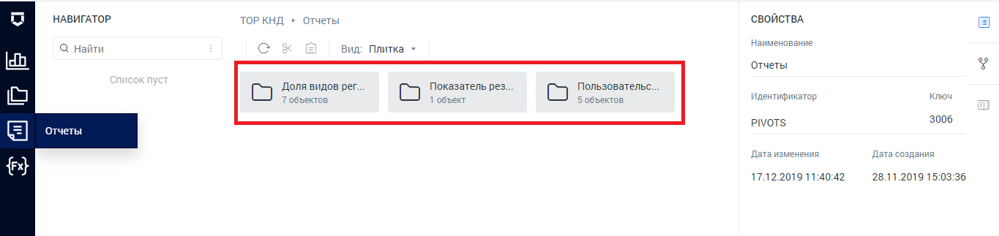 НАВИГАТОР
Найти
Список пуст
Отчеты
{Fx}
ТОР КНД ▸ Отчеты
Вид: Плитка
Доля видов рег...
7 объектов
Показатель рез...
1 объект
Пользовательс...
5 объектов
СВОЙСТВА
Наименование
Отчеты
Идентификатор Ключ
PIVOTS 3006
Дата изменения Дата создания
17.12.2019 11:40:42 28.11.2019 15:03:36